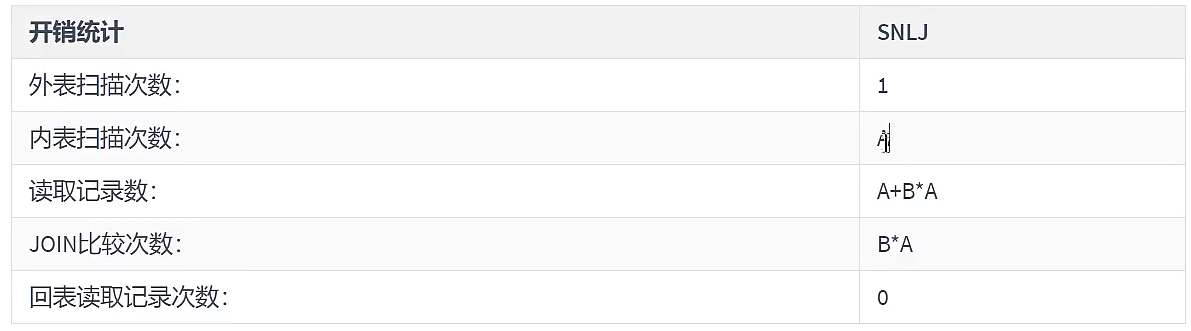 开销统计 SNLJ
外表扫描次数： 1
内表扫描次数： A
读取记录数： A+B*A
JOIN比较次数： B*A
回表读取记录次数： 0